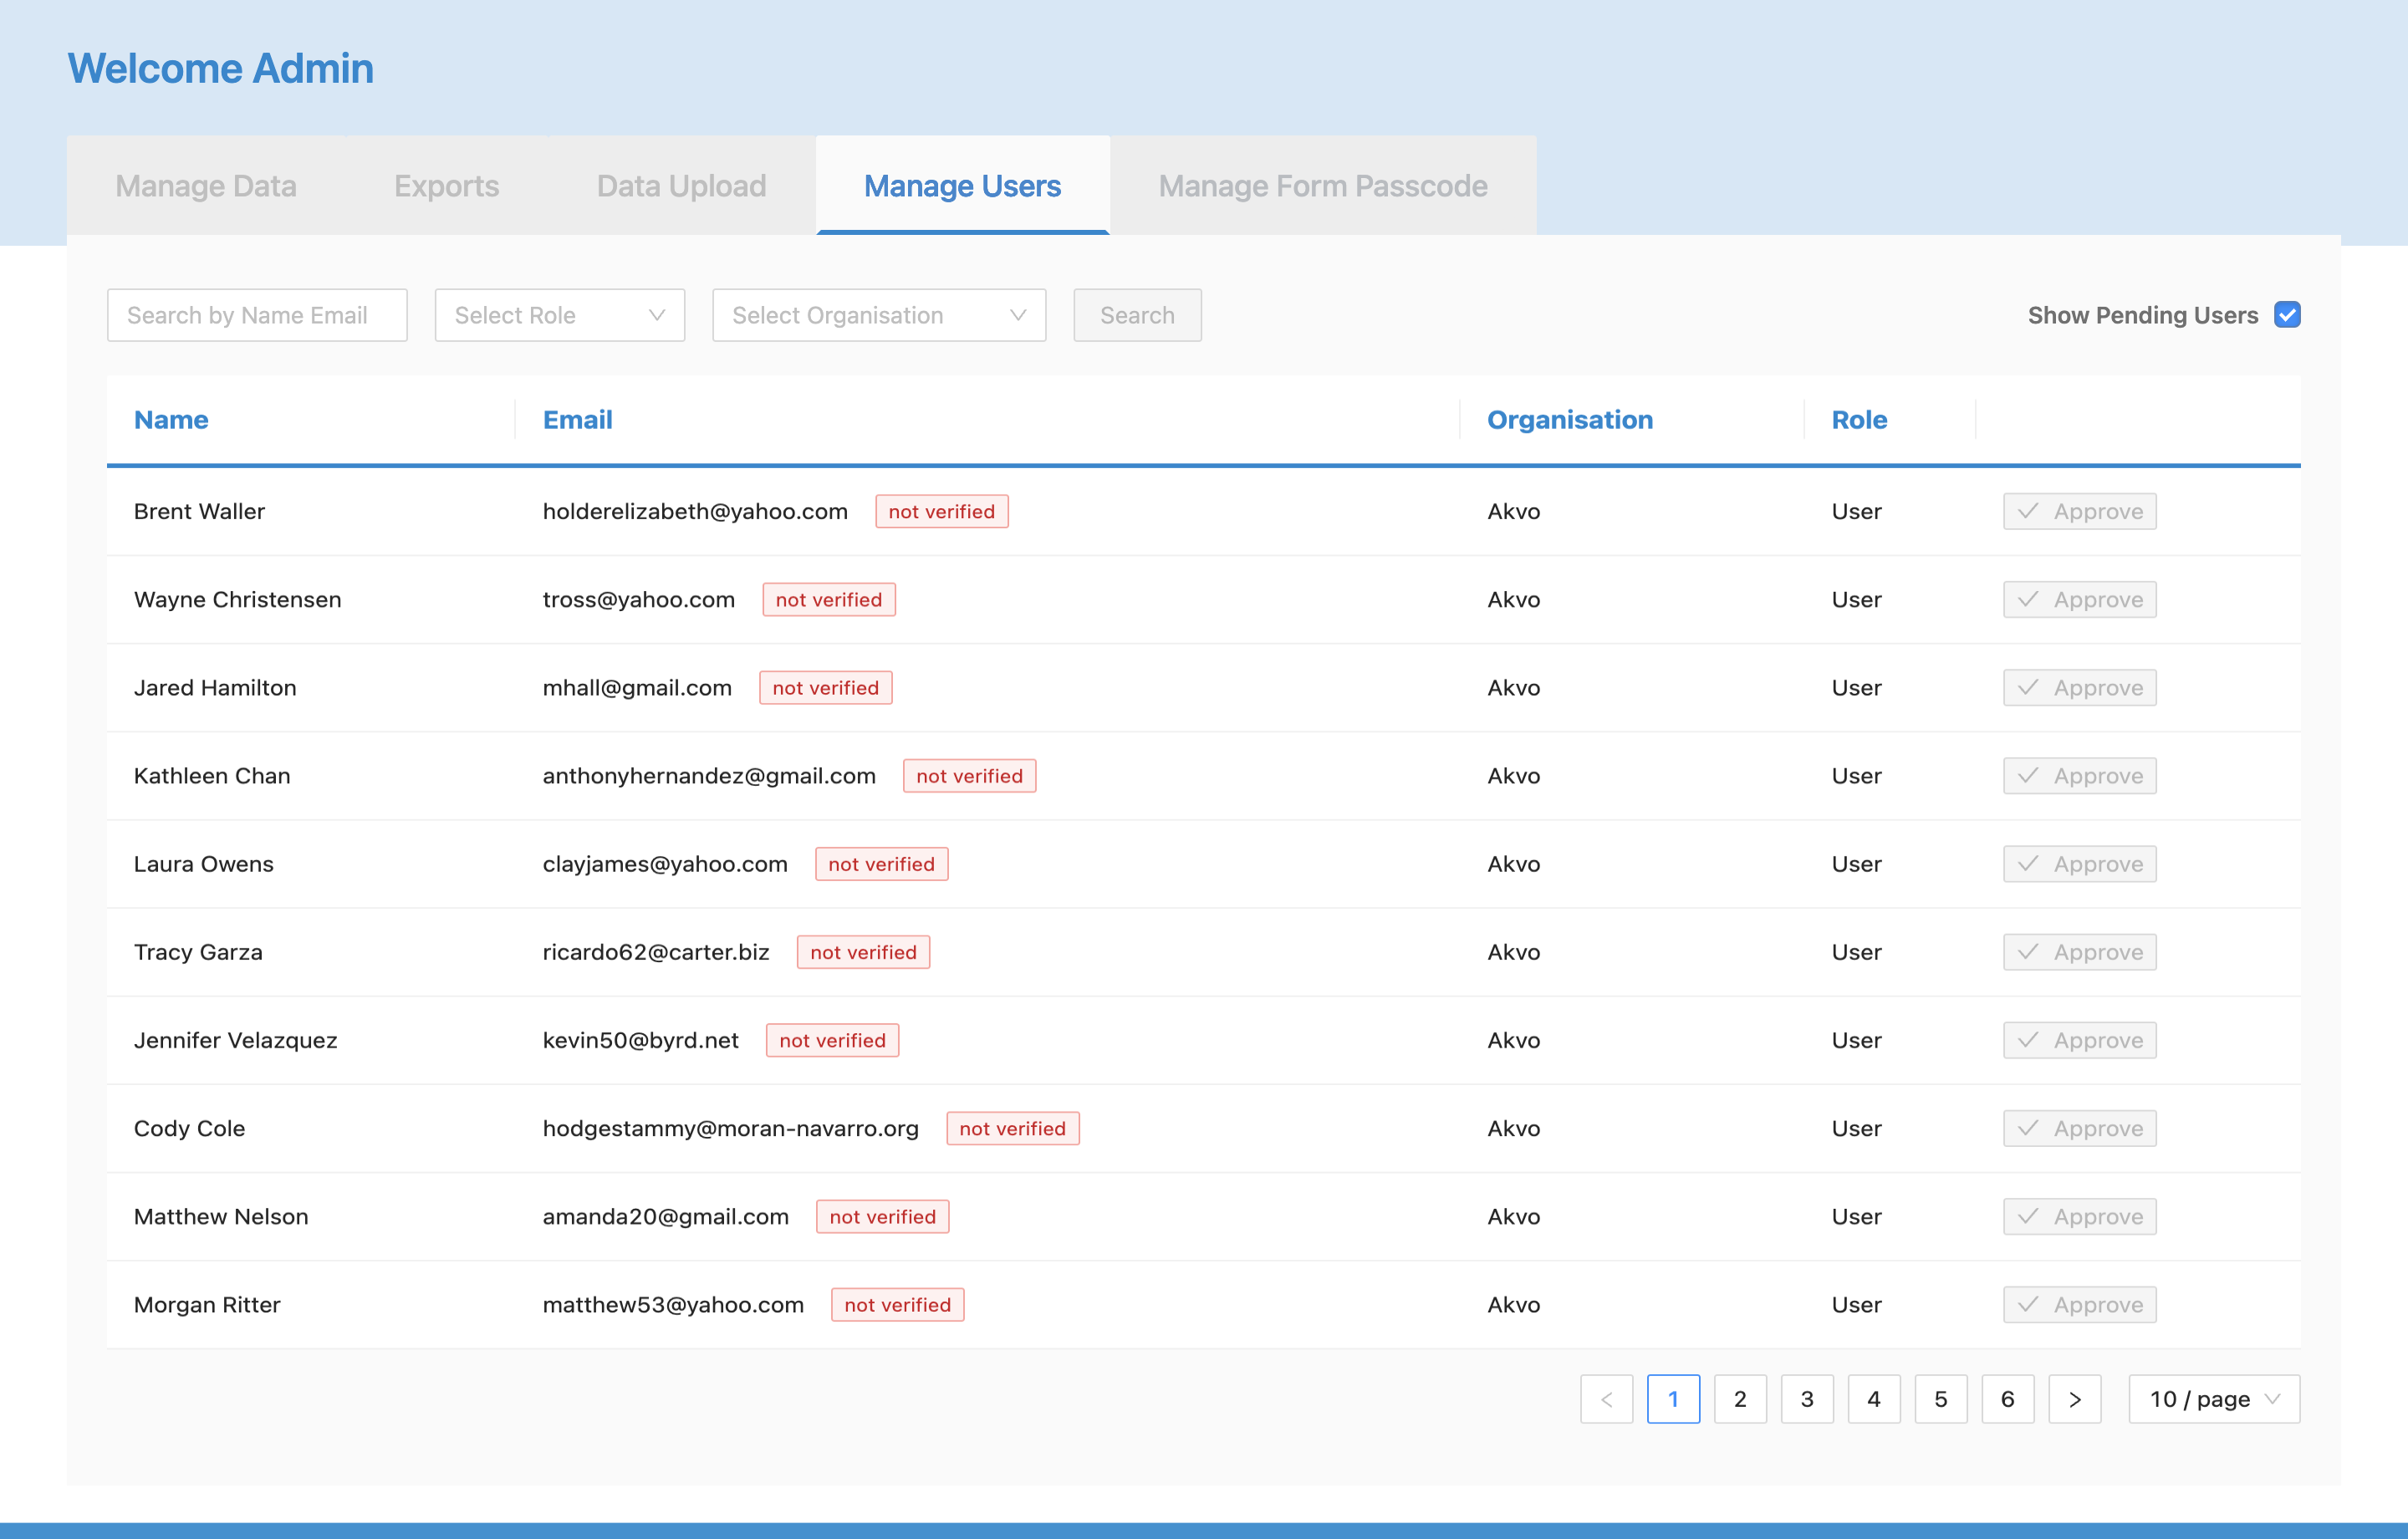 Welcome Admin
Manage Data Exports Data Upload Manage Users Manage Form Passcode
Search by Name Email Select Role Select Organisation Search Show Pending Users
Name Email Organisation Role
Brent Waller holderelizabeth@yahoo.com not verified Akvo User Approve
Wayne Christensen tross@yahoo.com not verified Akvo User Approve
Jared Hamilton mhall@gmail.com not verified Akvo User Approve
Kathleen Chan anthonyhernandez@gmail.com not verified Akvo User Approve
Laura Owens clayjames@yahoo.com not verified Akvo User Approve
Tracy Garza ricardo62@carter.biz not verified Akvo User Approve
Jennifer Velazquez kevin50@byrd.net not verified Akvo User Approve
Cody Cole hodgestammy@moran-navarro.org not verified Akvo User Approve
Matthew Nelson amanda20@gmail.com not verified Akvo User Approve
Morgan Ritter matthew53@yahoo.com not verified Akvo User Approve
< 1 2 3 4 5 6 > 10 / page